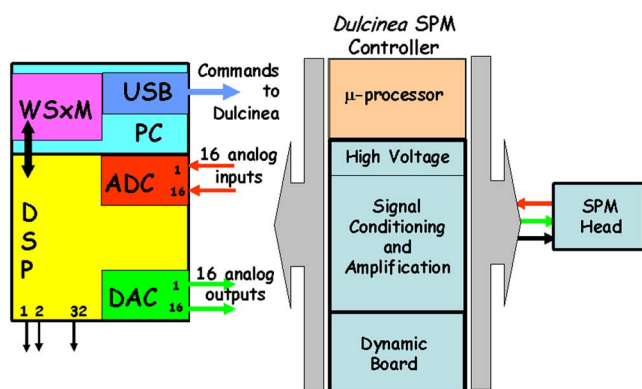 WSxM
USB
PC
Commands
to
Dulcinea
DSP
ADC
1
16
16 analog
inputs
DAC
1
16
16 analog
outputs
1 2 32
Dulcinea SPM
Controller
μ-processor
High Voltage
Signal
Conditioning
and
Amplification
Dynamic
Board
SPM
Head